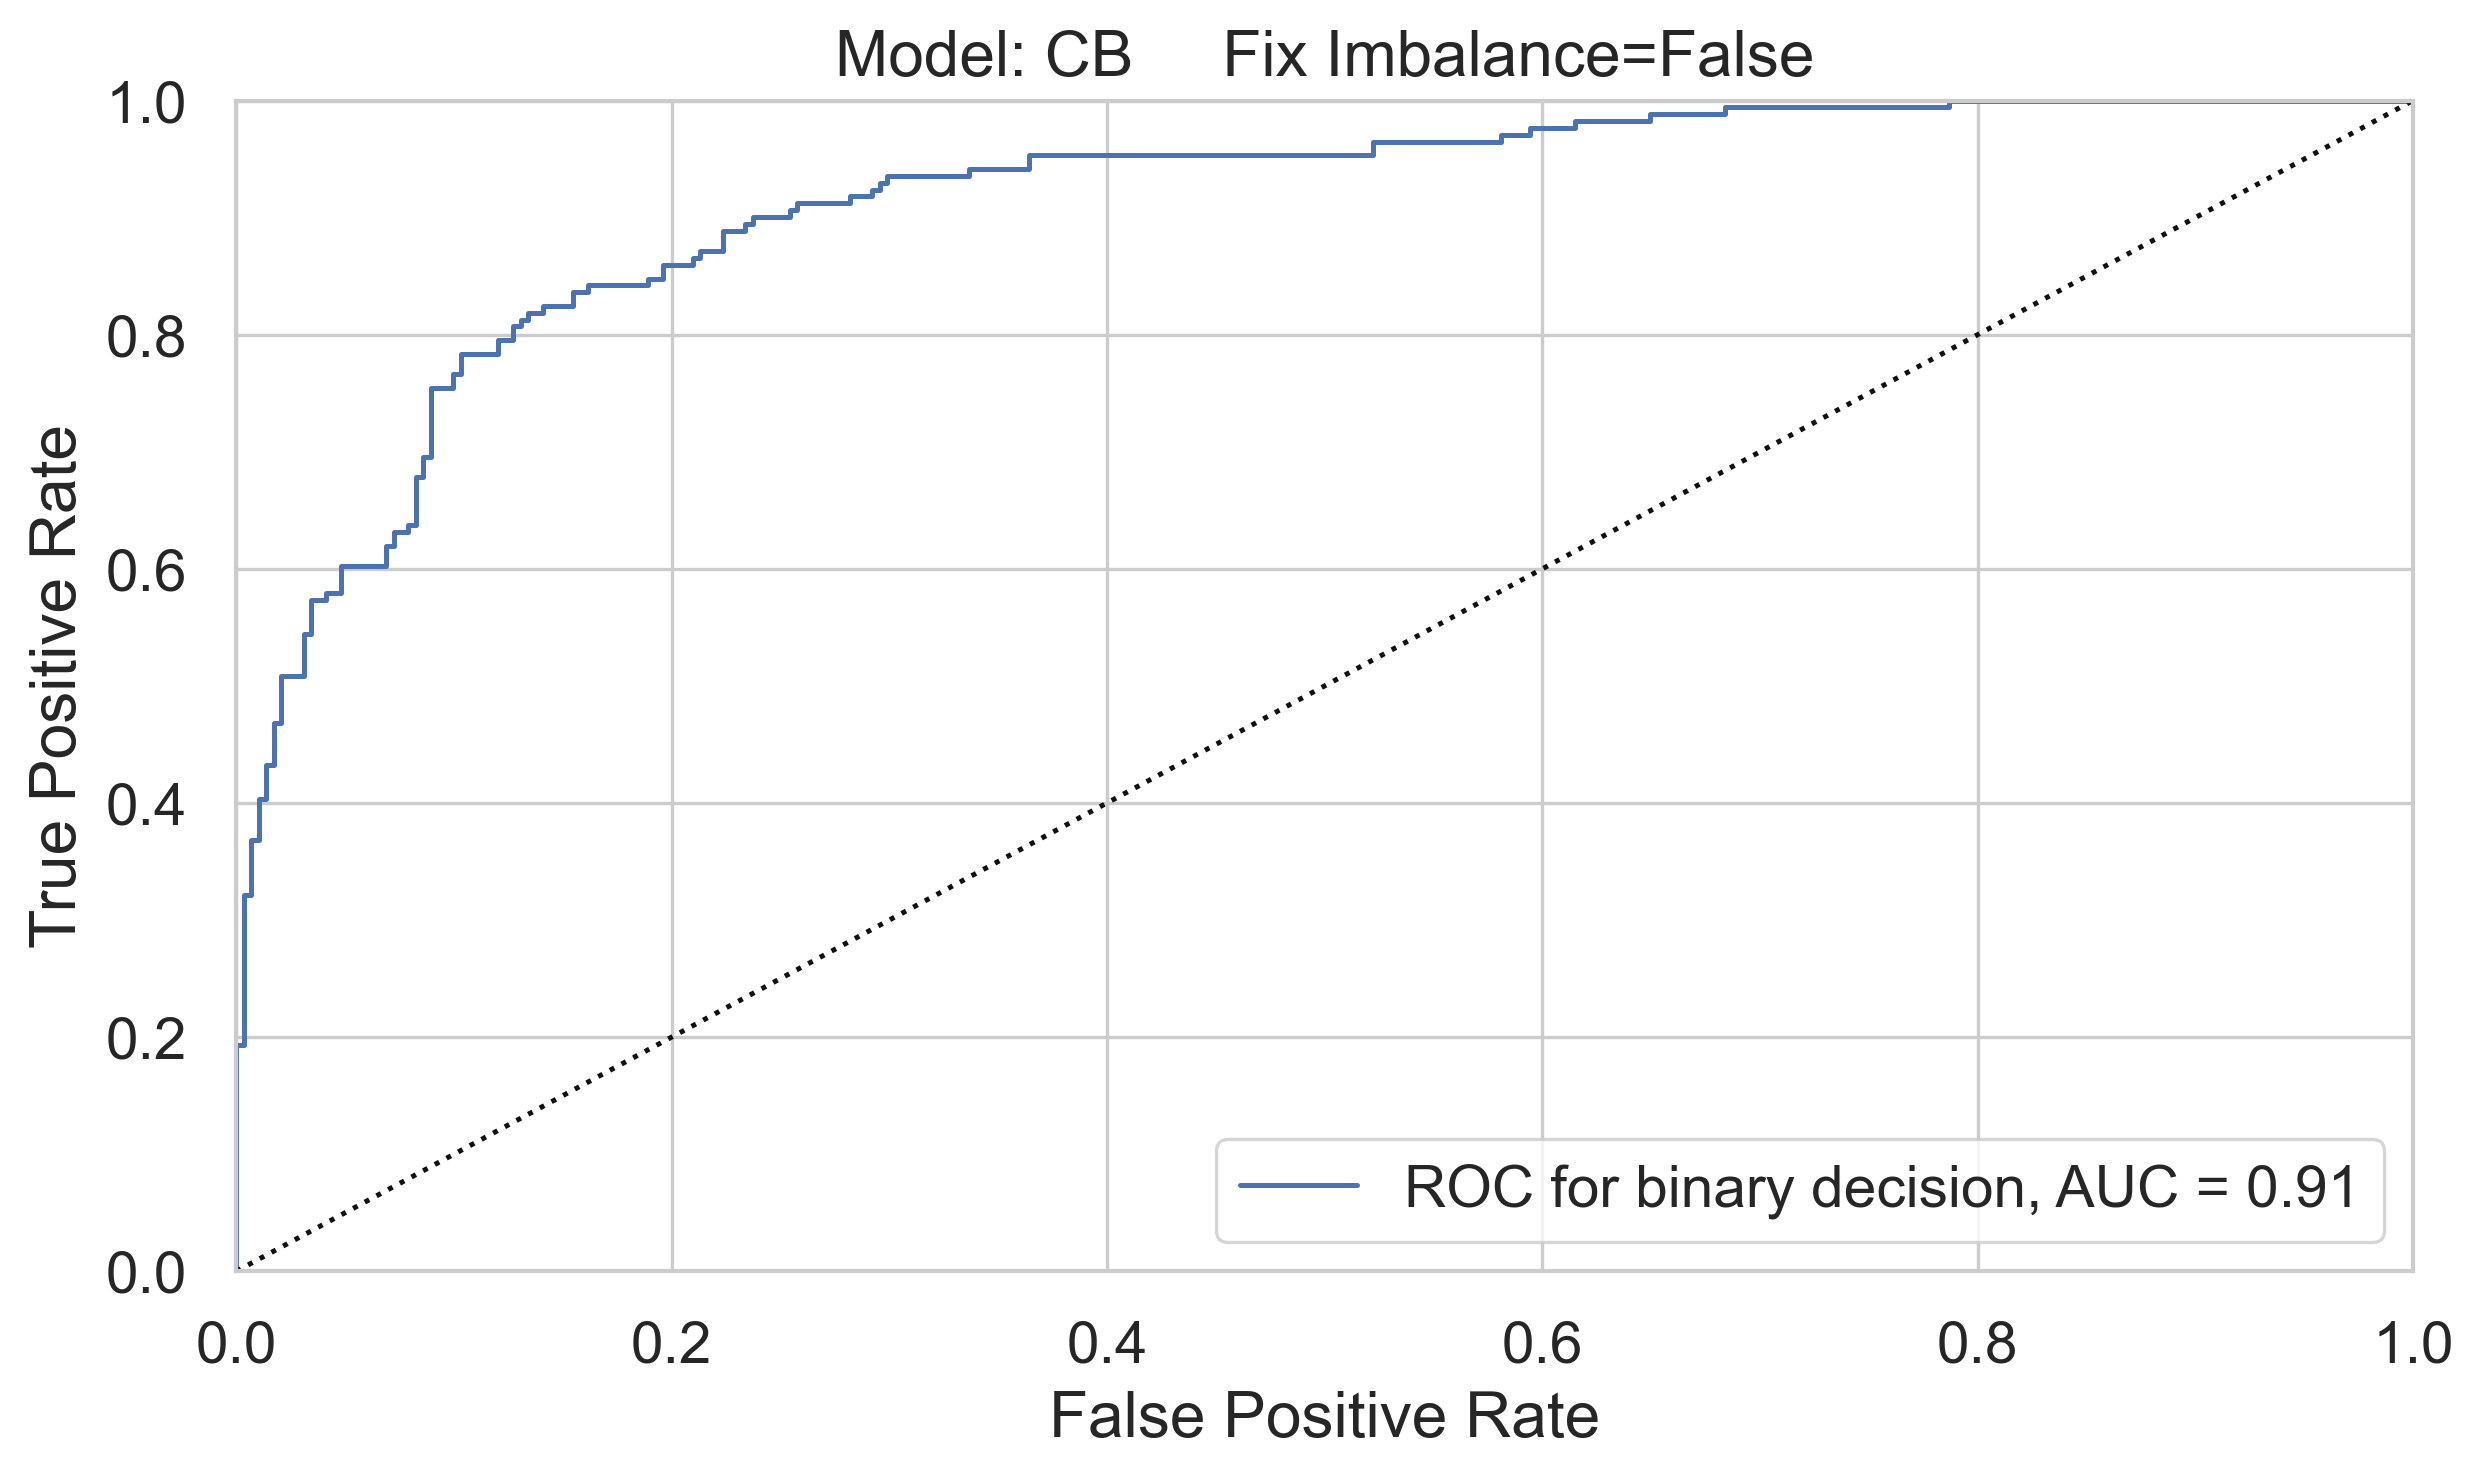 Model: CB     Fix Imbalance=False
1.0
0.8
0.6
0.4
0.2
0.0
True Positive Rate
ROC for binary decision, AUC = 0.91
0.0 0.2 0.4 0.6 0.8 1.0
False Positive Rate